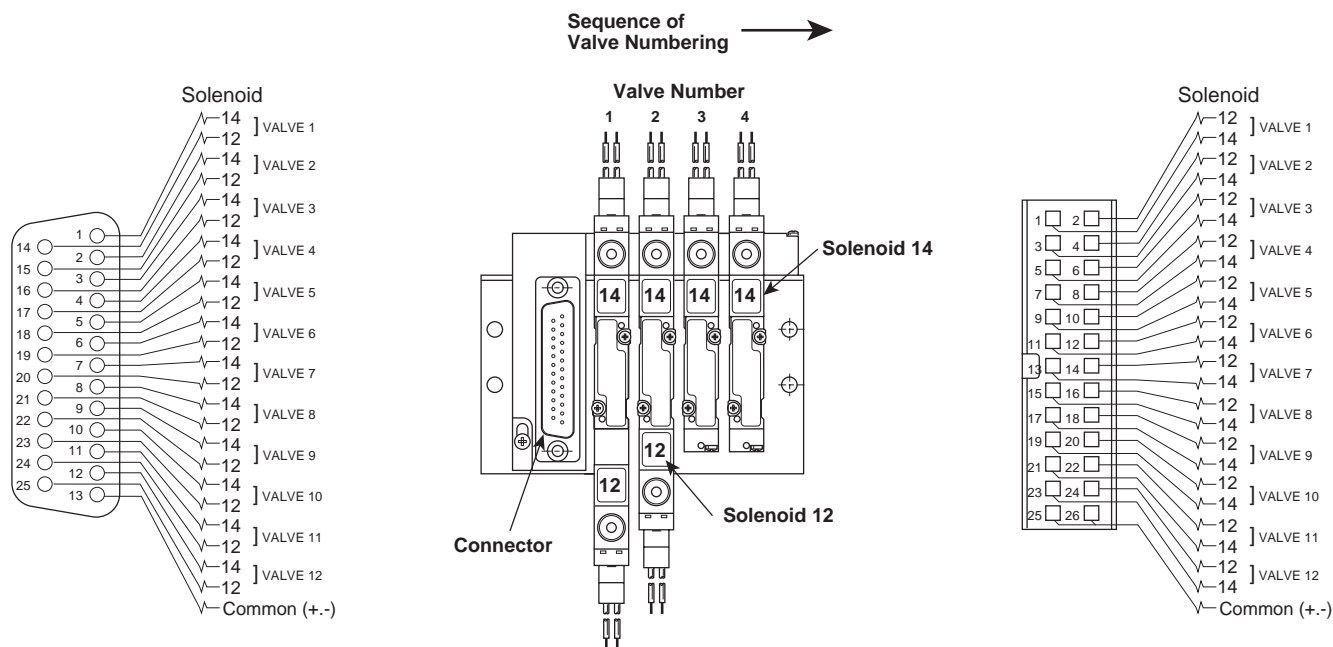 Sequence of
Valve Numbering
Valve Number
1 2 3 4
Solenoid
14
12
VALVE 1
14
12
VALVE 2
14
12
VALVE 3
14
12
VALVE 4
14
12
VALVE 5
14
12
VALVE 6
14
12
VALVE 7
14
12
VALVE 8
14
12
VALVE 9
14
12
VALVE 10
14
12
VALVE 11
14
12
VALVE 12
Common (+.-)
1
14
2
15
3
16
4
17
5
18
6
19
7
20
8
21
9
22
10
23
11
24
12
25
13
14 14 14 14
Solenoid 14
12
12
Solenoid 12
Connector
Solenoid
12
14
VALVE 1
12
14
VALVE 2
12
14
VALVE 3
12
14
VALVE 4
12
14
VALVE 5
12
14
VALVE 6
12
14
VALVE 7
12
14
VALVE 8
12
14
VALVE 9
12
14
VALVE 10
12
14
VALVE 11
12
14
VALVE 12
Common (+.-)
1 2
3 4
5 6
7 8
9 10
11 12
13 14
15 16
17 18
19 20
21 22
23 24
25 26